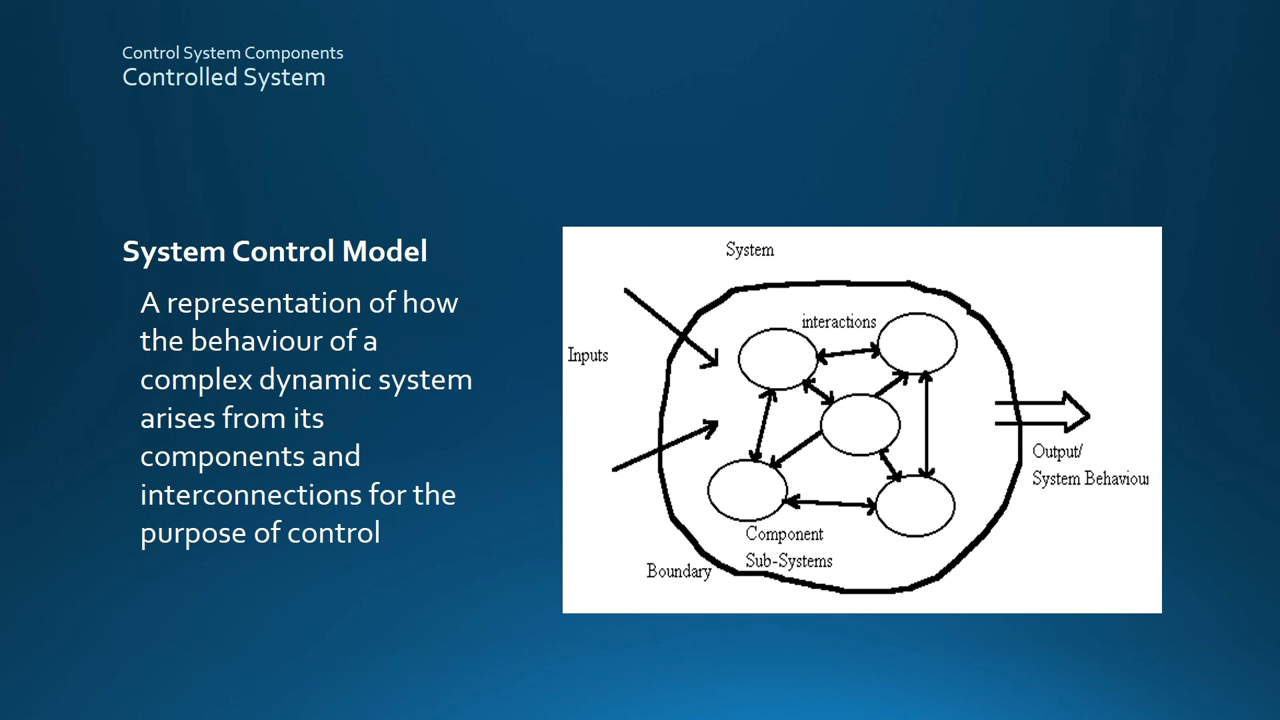 Control System Components
Controlled System
System Control Model
A representation of how
the behaviour of a
complex dynamic system
arises from its
components and
interconnections for the
purpose of control
System
interactions
Inputs
Output/
System Behaviou
Component
Sub-Systems
Boundary